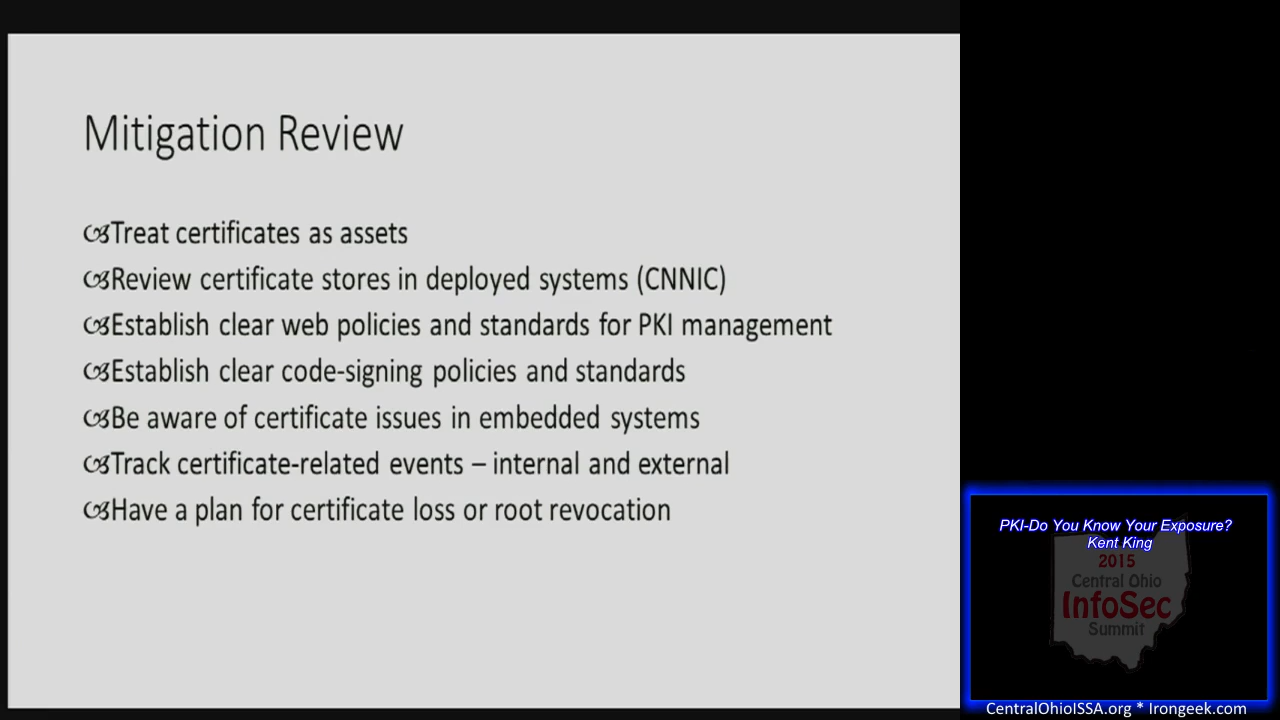 Mitigation Review
Treat certificates as assets
Review certificate stores in deployed systems (CNNIC)
Establish clear web policies and standards for PKI management
Establish clear code-signing policies and standards
Be aware of certificate issues in embedded systems
Track certificate-related events – internal and external
Have a plan for certificate loss or root revocation
PKI-Do You Know Your Exposure?
Kent King
2015
Central Ohio
InfoSec
Summit
CentralOhioISSA.org * Irongeek.com